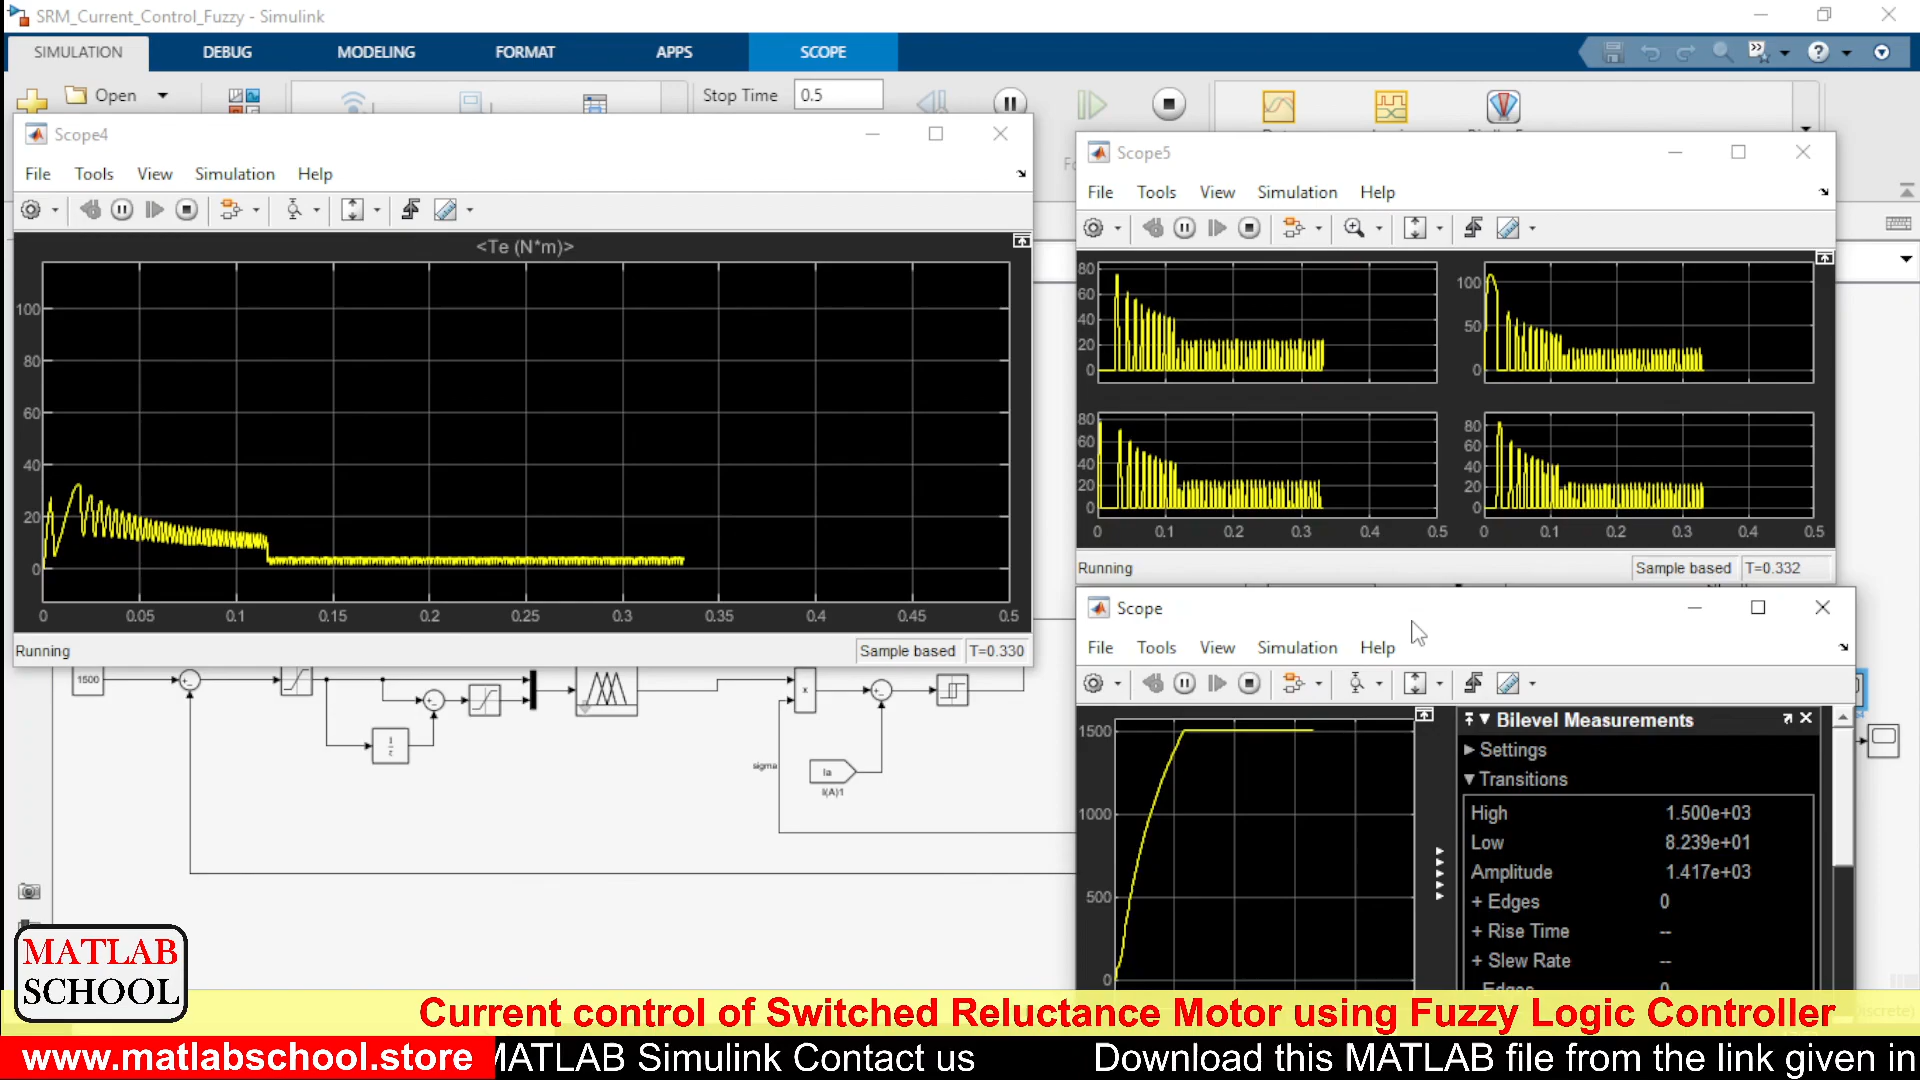 SRM_Current_Control_Fuzzy - Simulink
SIMULATION DEBUG MODELING FORMAT APPS SCOPE
Open Stop Time 0.5
Scope4
File Tools View Simulation Help
<Te (N*m)>
100
80
60
40
20
0
0 0.05 0.1 0.15 0.2 0.25 0.3 0.35 0.4 0.45 0.5
Running Sample based T=0.330
Scope5
File Tools View Simulation Help
80
60
40
20
0
100
50
0
80
60
40
20
0
0 0.1 0.2 0.3 0.4 0.5
80
60
40
20
0
0 0.1 0.2 0.3 0.4 0.5
Running Sample based T=0.332
Scope
File Tools View Simulation Help
1500
1000
500
0
Bilevel Measurements
Settings
Transitions
High 1.500e+03
Low 8.239e+01
Amplitude 1.417e+03
+ Edges 0
+ Rise Time --
+ Slew Rate --
1500
x
sigma
Ia
I(A)1
MATLAB
SCHOOL
Current control of Switched Reluctance Motor using Fuzzy Logic Controller
www.matlabschool.store MATLAB Simulink Contact us Download this MATLAB file from the link given in